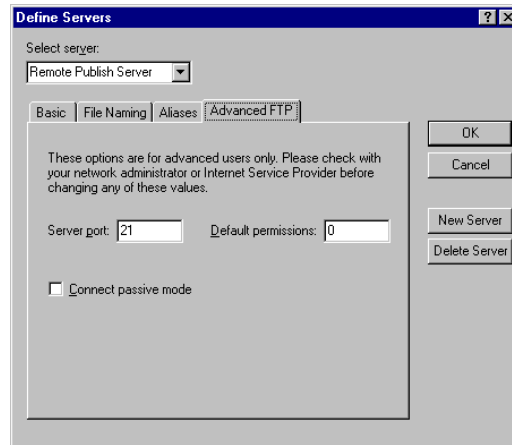 Define Servers
Select server:
Remote Publish Server
Basic
File Naming
Aliases
Advanced FTP
These options are for advanced users only. Please check with
your network administrator or Internet Service Provider before
changing any of these values.
Server port: 21 Default permissions: 0
Connect passive mode
OK
Cancel
New Server
Delete Server